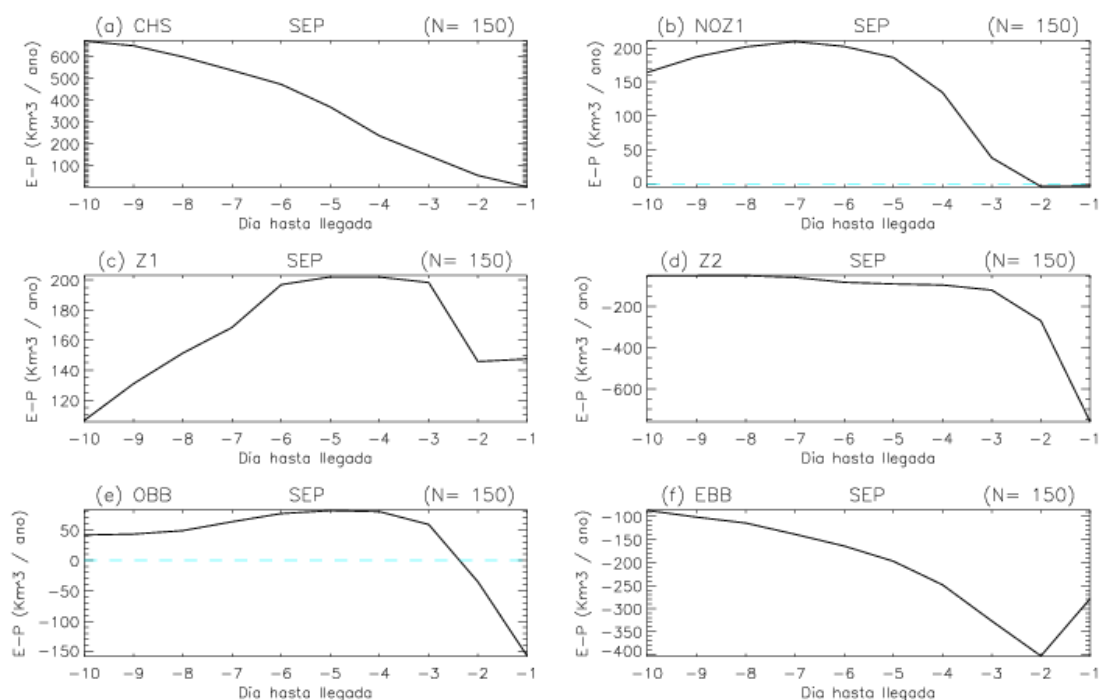 (a) CHS SEP (N= 150)
E-P (Km^3 / ano)
600
500
400
300
200
100
-10 -9 -8 -7 -6 -5 -4 -3 -2 -1
Dia hasta llegada
(b) NOZ1 SEP (N= 150)
E-P (Km^3 / ano)
200
150
100
50
0
-10 -9 -8 -7 -6 -5 -4 -3 -2 -1
Dia hasta llegada
(c) Z1 SEP (N= 150)
E-P (Km^3 / ano)
200
180
160
140
120
-10 -9 -8 -7 -6 -5 -4 -3 -2 -1
Dia hasta llegada
(d) Z2 SEP (N= 150)
E-P (Km^3 / ano)
-200
-400
-600
-10 -9 -8 -7 -6 -5 -4 -3 -2 -1
Dia hasta llegada
(e) OBB SEP (N= 150)
E-P (Km^3 / ano)
50
0
-50
-100
-150
-10 -9 -8 -7 -6 -5 -4 -3 -2 -1
Dia hasta llegada
(f) EBB SEP (N= 150)
E-P (Km^3 / ano)
-100
-150
-200
-250
-300
-350
-400
-10 -9 -8 -7 -6 -5 -4 -3 -2 -1
Dia hasta llegada